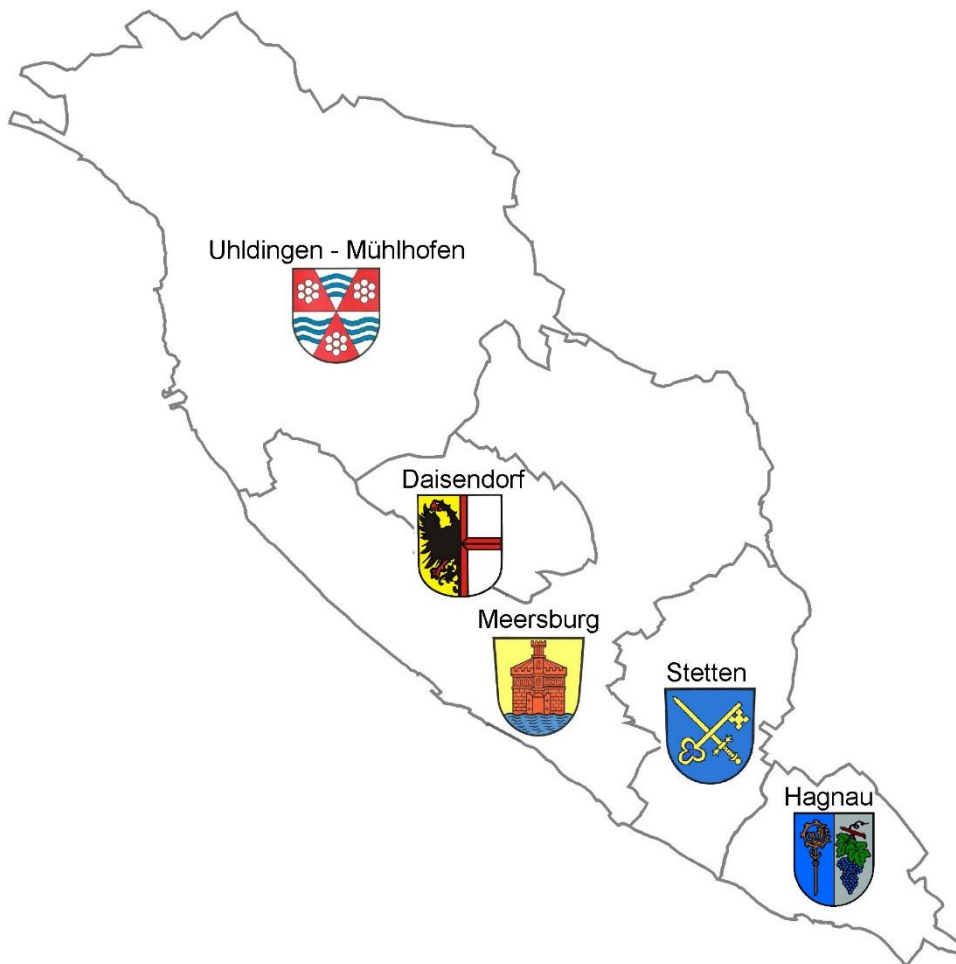 Uhldingen - Mühlhofen
Daisendorf
Meersburg
Stetten
Hagnau